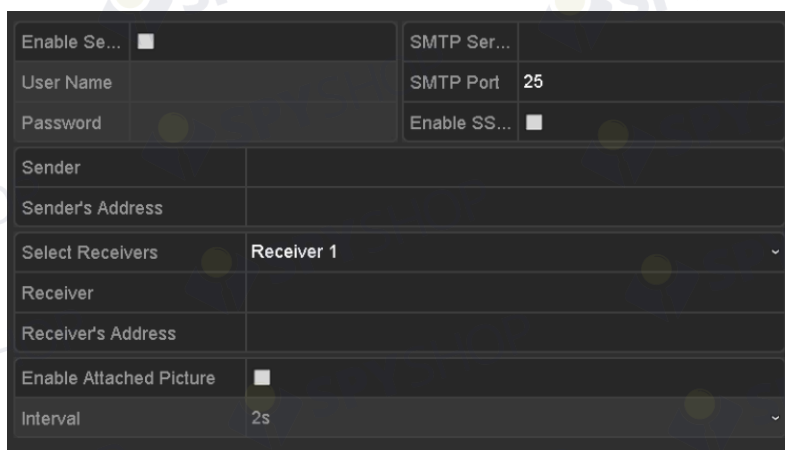 Enable Se...
User Name
Password
SMTP Ser...
SMTP Port 25
Enable SS...
Sender
Sender's Address
Select Receivers Receiver 1
Receiver
Receiver's Address
Enable Attached Picture
Interval 2s